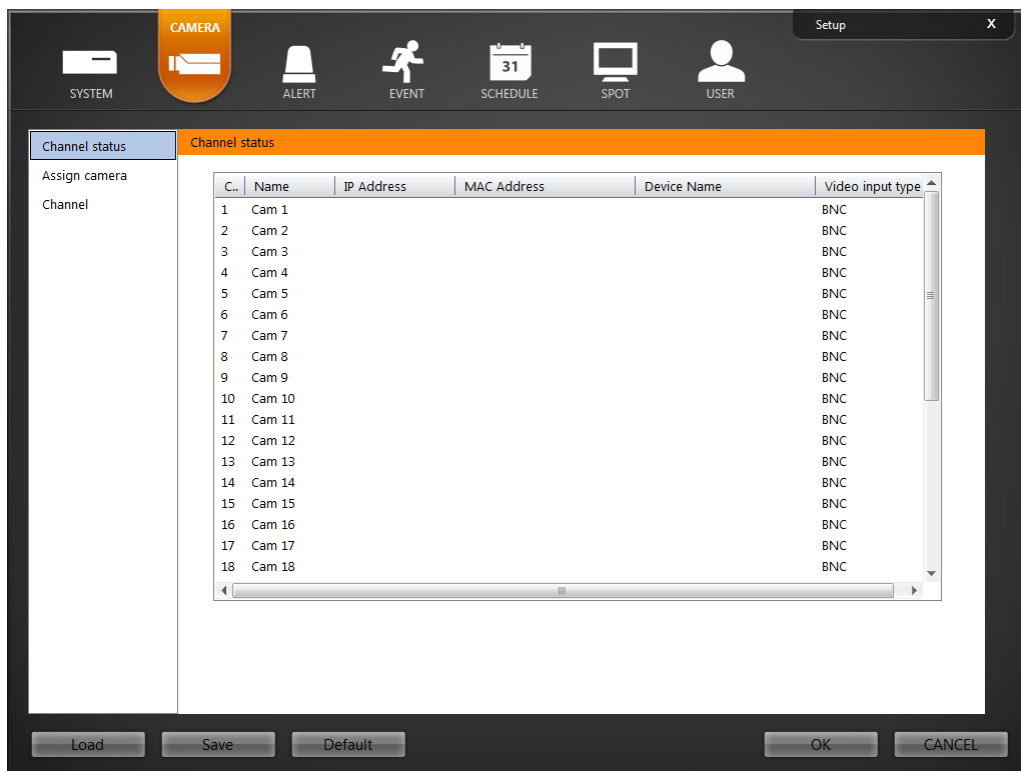 Setup X
CAMERA
SYSTEM ALERT EVENT 31 SCHEDULE SPOT USER
Channel status
Assign camera
Channel
Channel status
C.. Name IP Address MAC Address Device Name Video input type
1 Cam 1 BNC
2 Cam 2 BNC
3 Cam 3 BNC
4 Cam 4 BNC
5 Cam 5 BNC
6 Cam 6 BNC
7 Cam 7 BNC
8 Cam 8 BNC
9 Cam 9 BNC
10 Cam 10 BNC
11 Cam 11 BNC
12 Cam 12 BNC
13 Cam 13 BNC
14 Cam 14 BNC
15 Cam 15 BNC
16 Cam 16 BNC
17 Cam 17 BNC
18 Cam 18 BNC
Load Save Default OK CANCEL